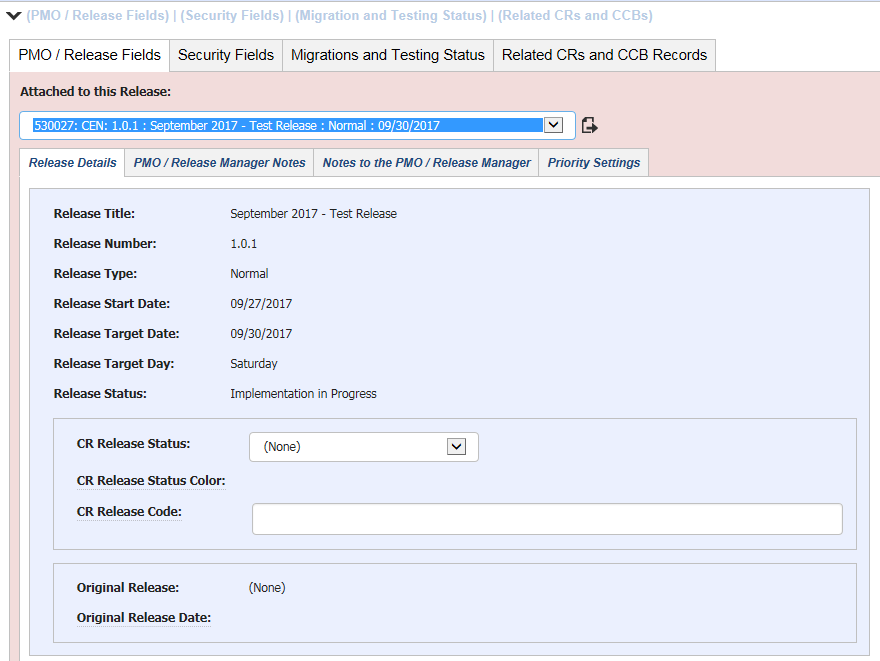 (PMO / Release Fields) | (Security Fields) | (Migration and Testing Status) | (Related CRs and CCBs)
PMO / Release Fields Security Fields Migrations and Testing Status Related CRs and CCB Records
Attached to this Release:
530027: CEN: 1.0.1 : September 2017 - Test Release : Normal : 09/30/2017
Release Details PMO / Release Manager Notes Notes to the PMO / Release Manager Priority Settings
Release Title: September 2017 - Test Release
Release Number: 1.0.1
Release Type: Normal
Release Start Date: 09/27/2017
Release Target Date: 09/30/2017
Release Target Day: Saturday
Release Status: Implementation in Progress
CR Release Status: (None)
CR Release Status Color:
CR Release Code:
Original Release: (None)
Original Release Date: